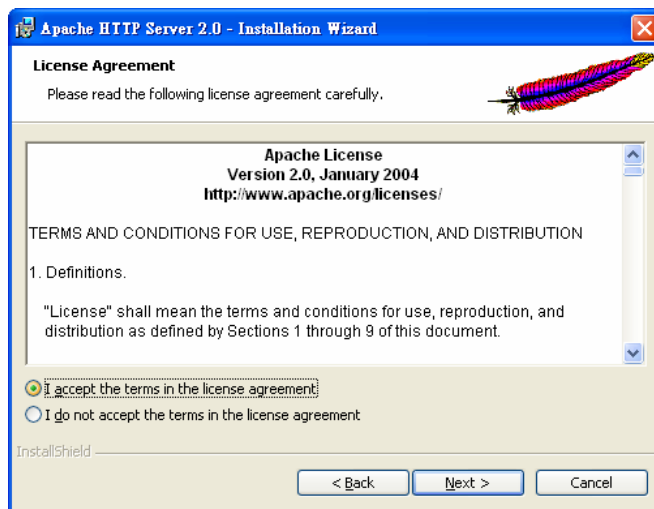 Apache HTTP Server 2.0 - Installation Wizard
License Agreement
Please read the following license agreement carefully.
Apache License
Version 2.0, January 2004
http://www.apache.org/licenses/
TERMS AND CONDITIONS FOR USE, REPRODUCTION, AND DISTRIBUTION
1. Definitions.
"License" shall mean the terms and conditions for use, reproduction, and
distribution as defined by Sections 1 through 9 of this document.
I accept the terms in the license agreement
I do not accept the terms in the license agreement
InstallShield
< Back
Next >
Cancel